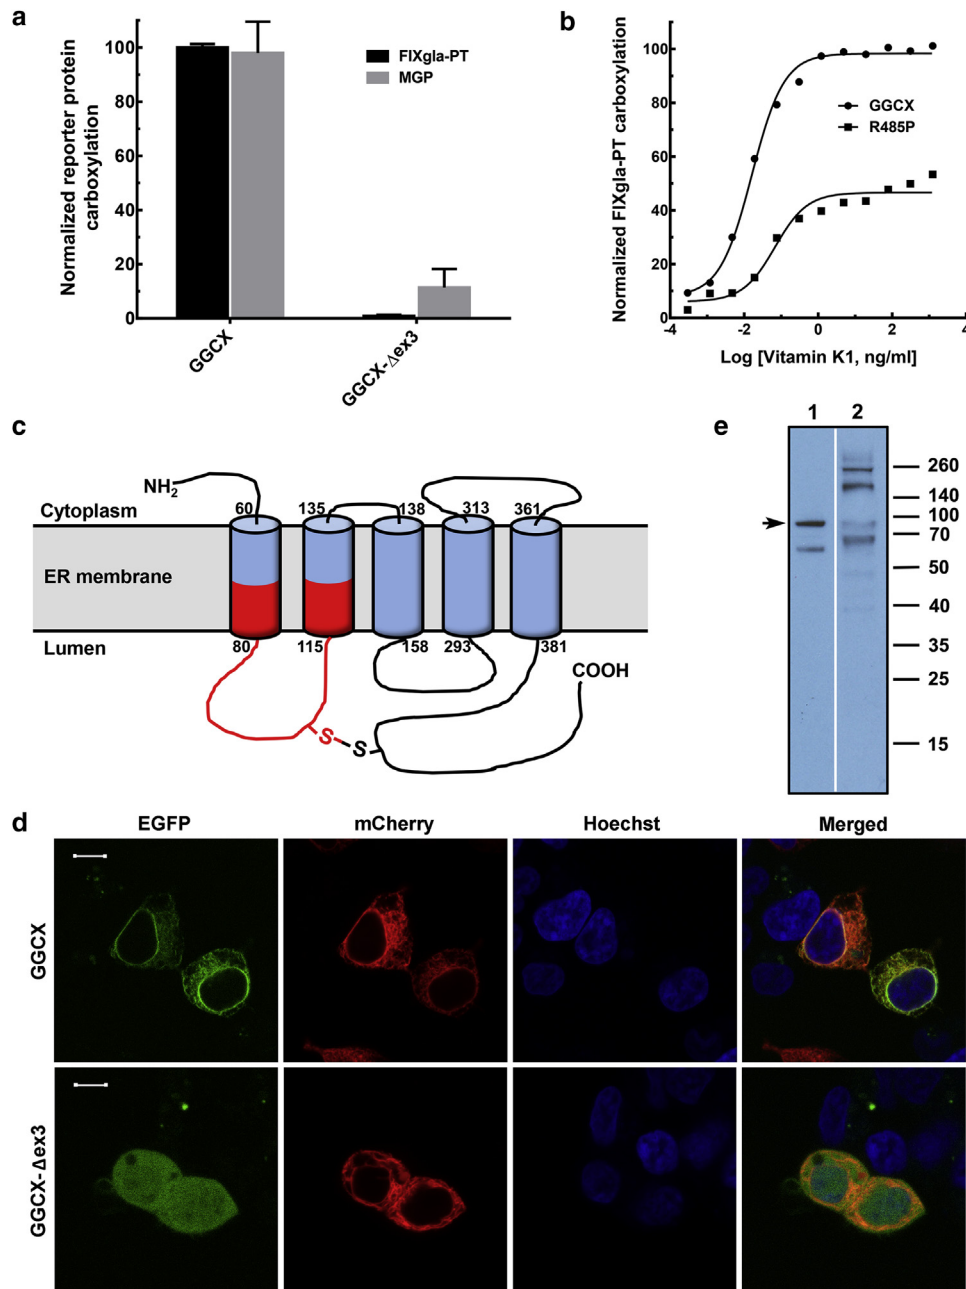 a
Normalized reporter protein
carboxylation
100
80
60
40
20
0
FIXgla-PT
MGP
GGCX
GGCX-Δex3
b
Normalized FIXgla-PT carboxylation
100
80
60
40
20
0
GGCX
R485P
-4
-2
0
2
4
Log [Vitamin K1, ng/ml]
c
NH2
Cytoplasm
60
135
138
313
361
ER membrane
Lumen
80
115
158
293
381
COOH
S
S
e
1
2
260
140
100
70
50
40
35
25
15
d
EGFP
mCherry
Hoechst
Merged
GGCX
GGCX-Δex3